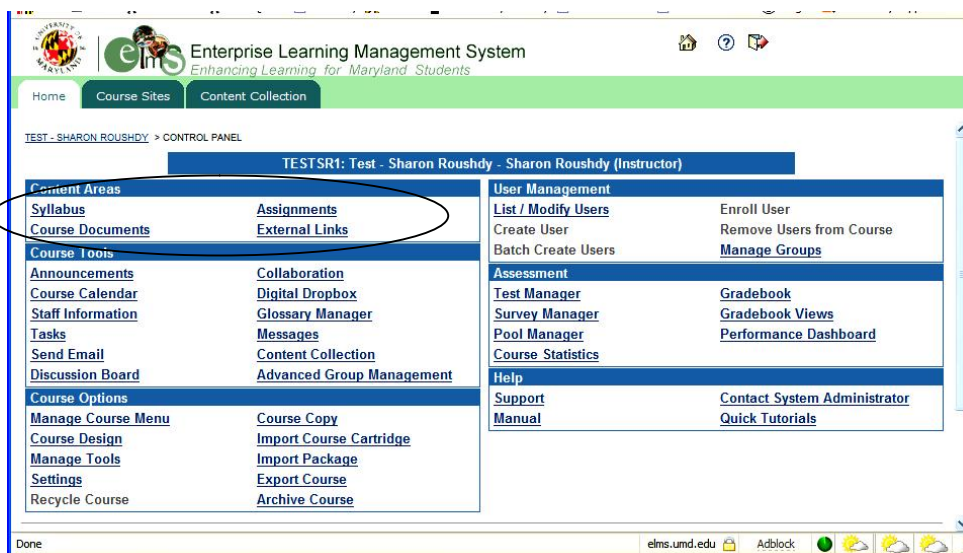 UNIVERSITY OF
MARYLAND
elms
Enterprise Learning Management System
Enhancing Learning for Maryland Students
Home Course Sites Content Collection
TEST - SHARON ROUSHDY > CONTROL PANEL
TESTSR1: Test - Sharon Roushdy - Sharon Roushdy (Instructor)
Content Areas
Syllabus Assignments
Course Documents External Links
Course Tools
Announcements Collaboration
Course Calendar Digital Dropbox
Staff Information Glossary Manager
Tasks Messages
Send Email Content Collection
Discussion Board Advanced Group Management
Course Options
Manage Course Menu Course Copy
Course Design Import Course Cartridge
Manage Tools Import Package
Settings Export Course
Recycle Course Archive Course
User Management
List / Modify Users Enroll User
Create User Remove Users from Course
Batch Create Users Manage Groups
Assessment
Test Manager Gradebook
Survey Manager Gradebook Views
Pool Manager Performance Dashboard
Course Statistics
Help
Support Contact System Administrator
Manual Quick Tutorials
Done elms.umd.edu Adblock